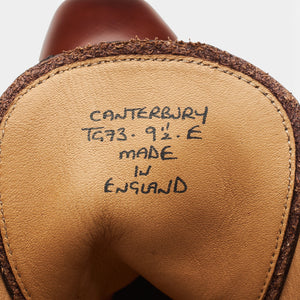 CANTERBURY
TG73. 9½. E
MADE
IN
ENGLAND